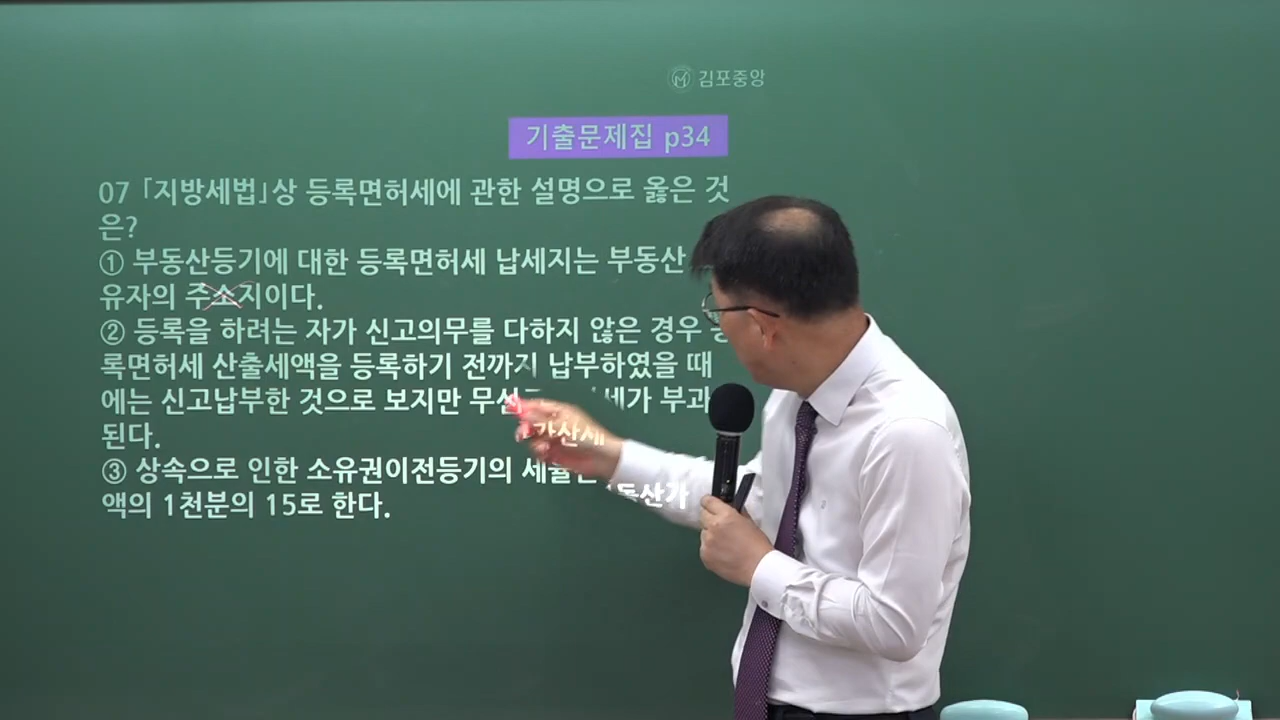 김포중앙
기출문제집 p34
07 「지방세법」상 등록면허세에 관한 설명으로 옳은 것
은?
① 부동산등기에 대한 등록면허세 납세지는 부동산
유자의 주소지이다.
② 등록을 하려는 자가 신고의무를 다하지 않은 경우
록면허세 산출세액을 등록하기 전까지 납부하였을 때
에는 신고납부한 것으로 보지만 세가 부과
된다. 가산세
③ 상속으로 인한 소유권이전등기의
액의 1천분의 15로 한다.